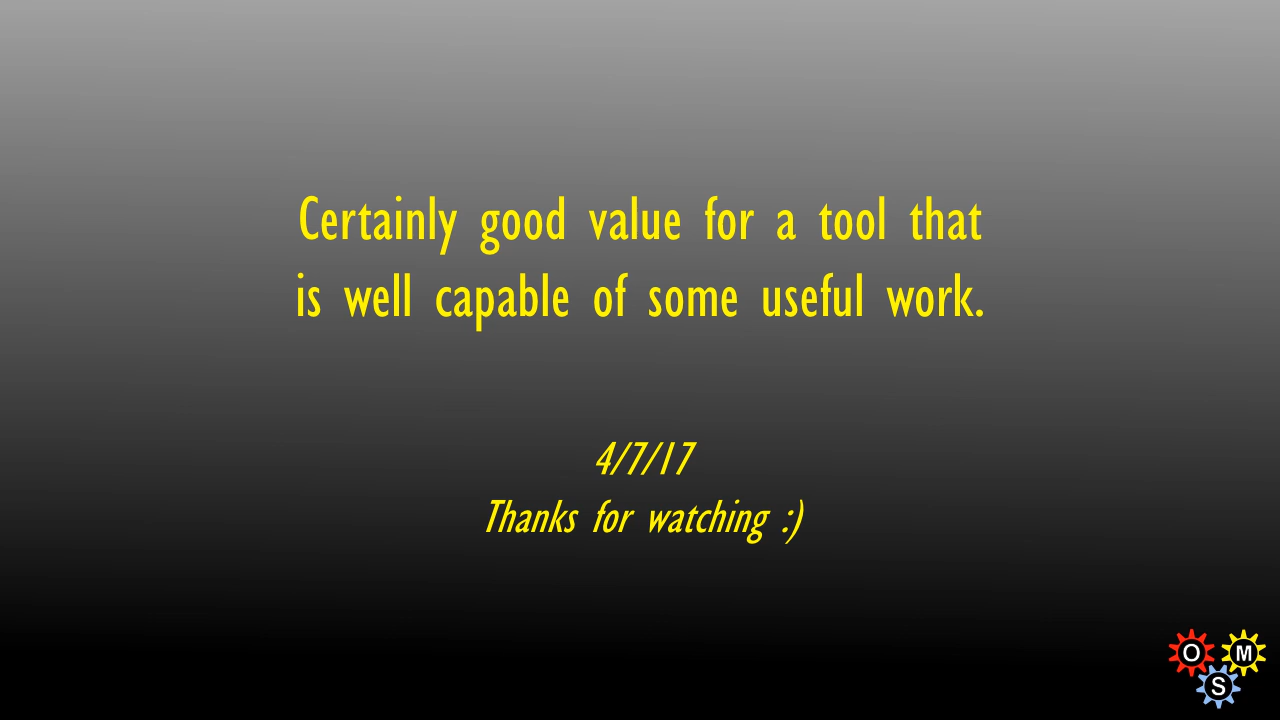 Certainly good value for a tool that
is well capable of some useful work.
4/7/17
Thanks for watching :)
O M
S